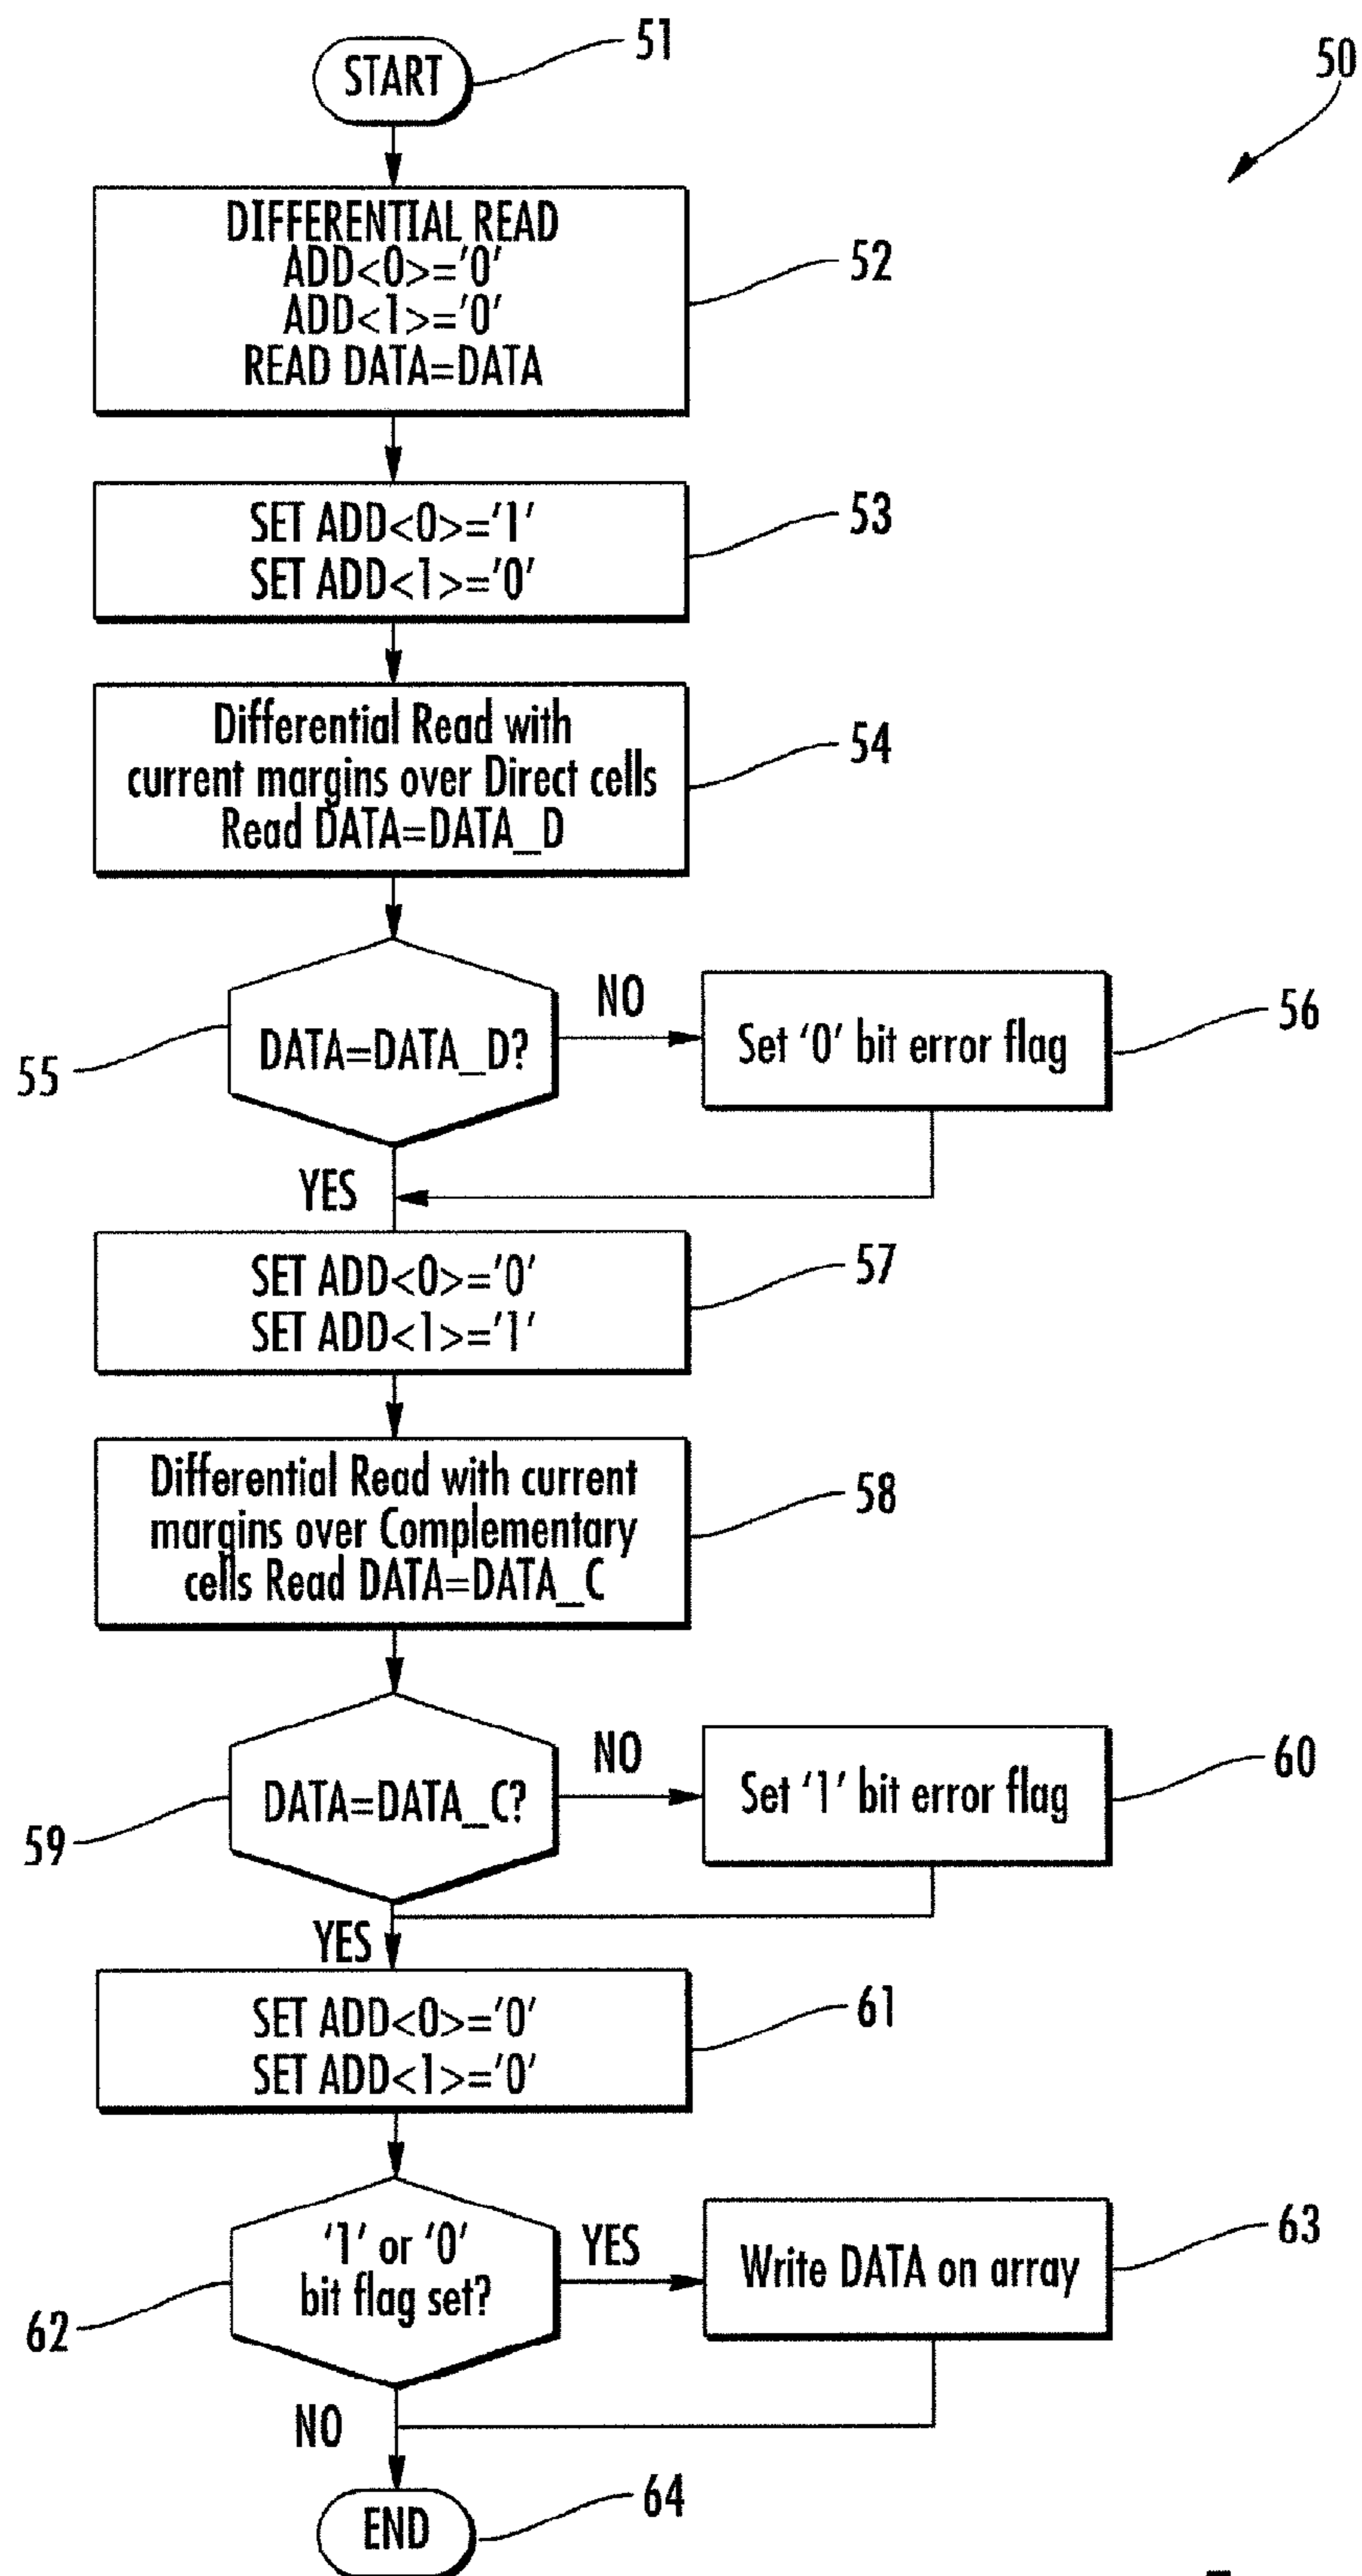 51
START
50
DIFFERENTIAL READ
ADD<0>='0'
ADD<1>='0'
READ DATA=DATA
52
SET ADD<0>='1'
SET ADD<1>='0'
53
Differential Read with
current margins over Direct cells
Read DATA=DATA_D
54
DATA=DATA_D?
55
NO
Set '0' bit error flag
56
YES
SET ADD<0>='0'
SET ADD<1>='1'
57
Differential Read with current
margins over Complementary
cells Read DATA=DATA_C
58
DATA=DATA_C?
59
NO
Set '1' bit error flag
60
YES
SET ADD<0>='0'
SET ADD<1>='0'
61
'1' or '0'
bit flag set?
62
YES
Write DATA on array
63
NO
END
64